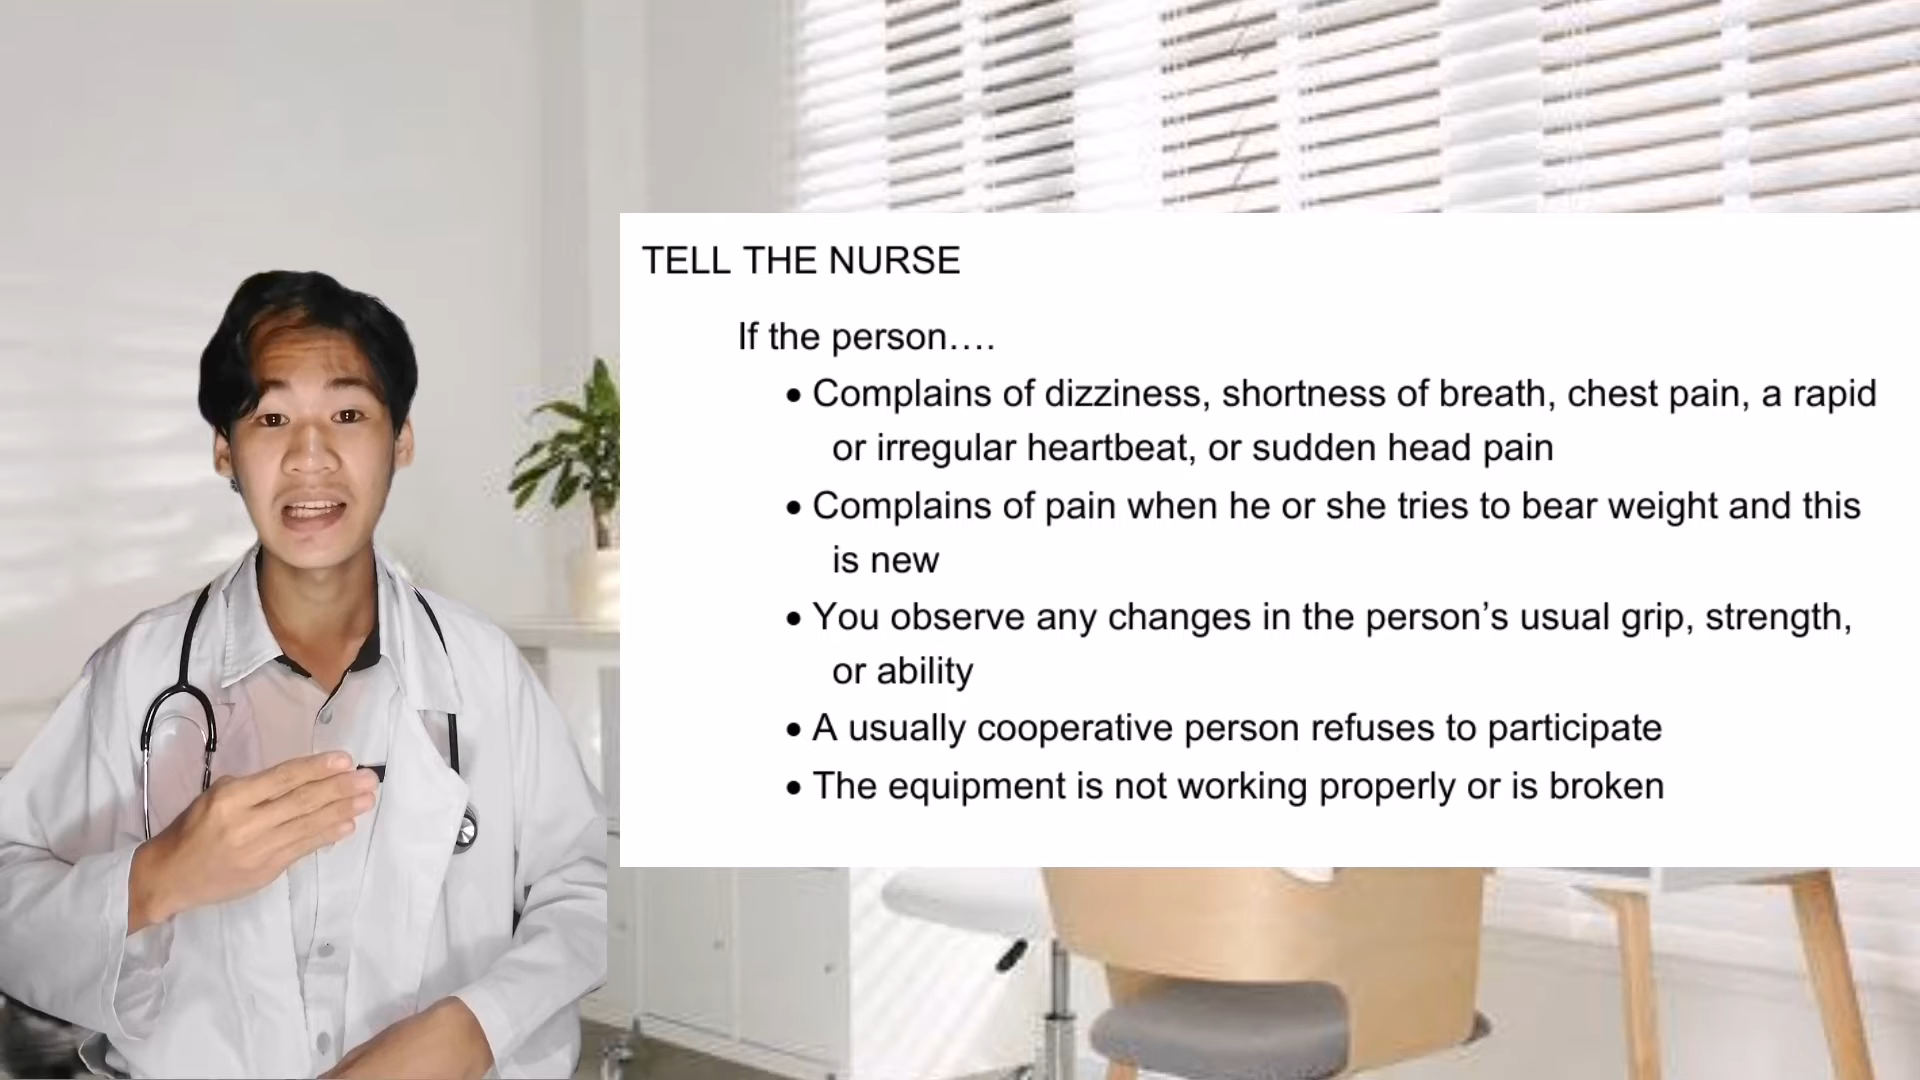 TELL THE NURSE
If the person….
• Complains of dizziness, shortness of breath, chest pain, a rapid
or irregular heartbeat, or sudden head pain
• Complains of pain when he or she tries to bear weight and this
is new
• You observe any changes in the person’s usual grip, strength,
or ability
• A usually cooperative person refuses to participate
• The equipment is not working properly or is broken